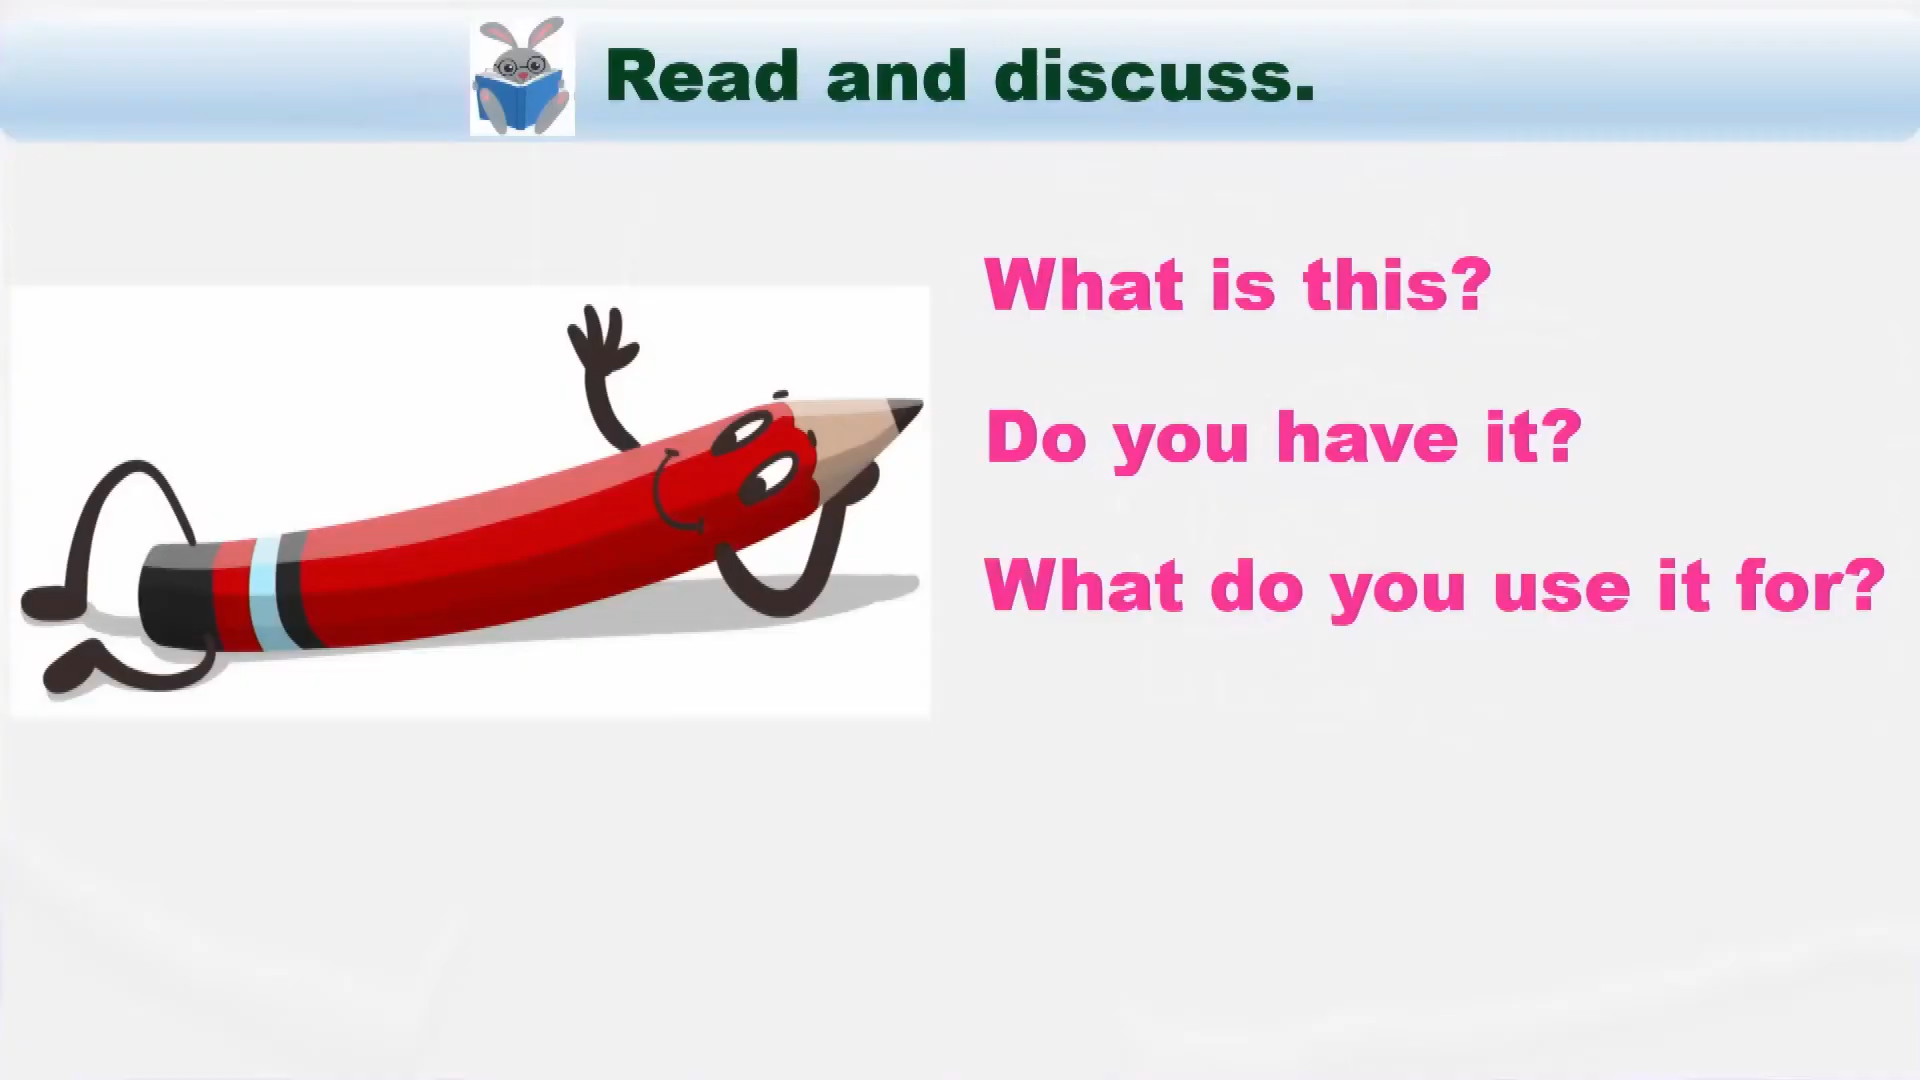 Read and discuss.
What is this?
Do you have it?
What do you use it for?